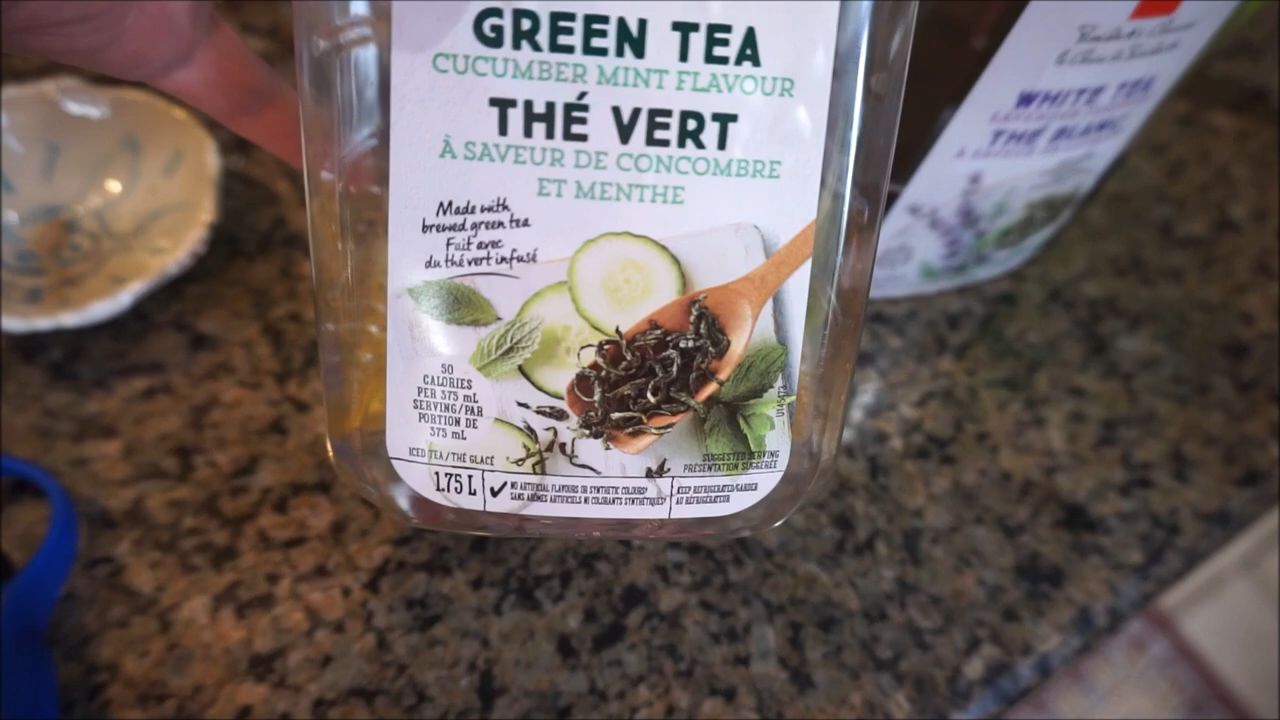 GREEN TEA
CUCUMBER MINT FLAVOUR
THÉ VERT
À SAVEUR DE CONCOMBRE
ET MENTHE
Made with
brewed green tea
Fait avec
du thé vert infusé
50
CALORIES
PER 375 mL
SERVING/PAR
PORTION DE
375 mL
ICED TEA / THÉ GLACÉ
1.75 L
NO ARTIFICIAL FLAVOURS OR SYNTHETIC COLOURS
SANS ARÔMES ARTIFICIELS NI COLORANTS SYNTHÉTIQUES
SUGGESTED SERVING
PRÉSENTATION SUGGÉRÉE
KEEP REFRIGERATED/GARDER
AU RÉFRIGÉRATEUR
WHITE TEA
THÉ BLANC